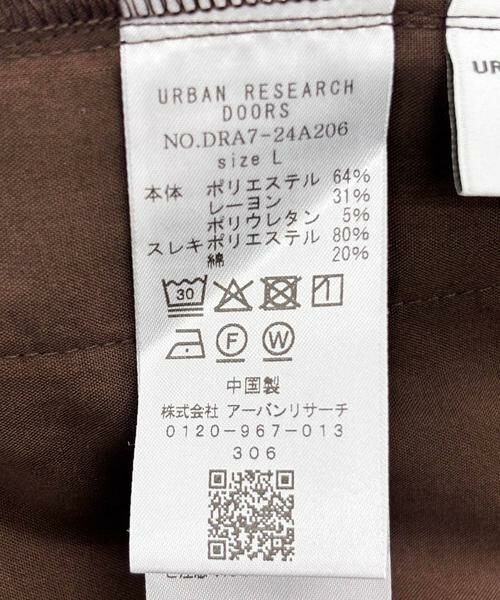 URBAN RESEARCH
DOORS
NO.DRA7-24A206
size L
本体 ポリエステル 64%
レーヨン 31%
ポリウレタン 5%
スレキ ポリエステル 80%
綿 20%
30
F W
中国製
株式会社 アーバンリサーチ
0120-967-013
306
UR